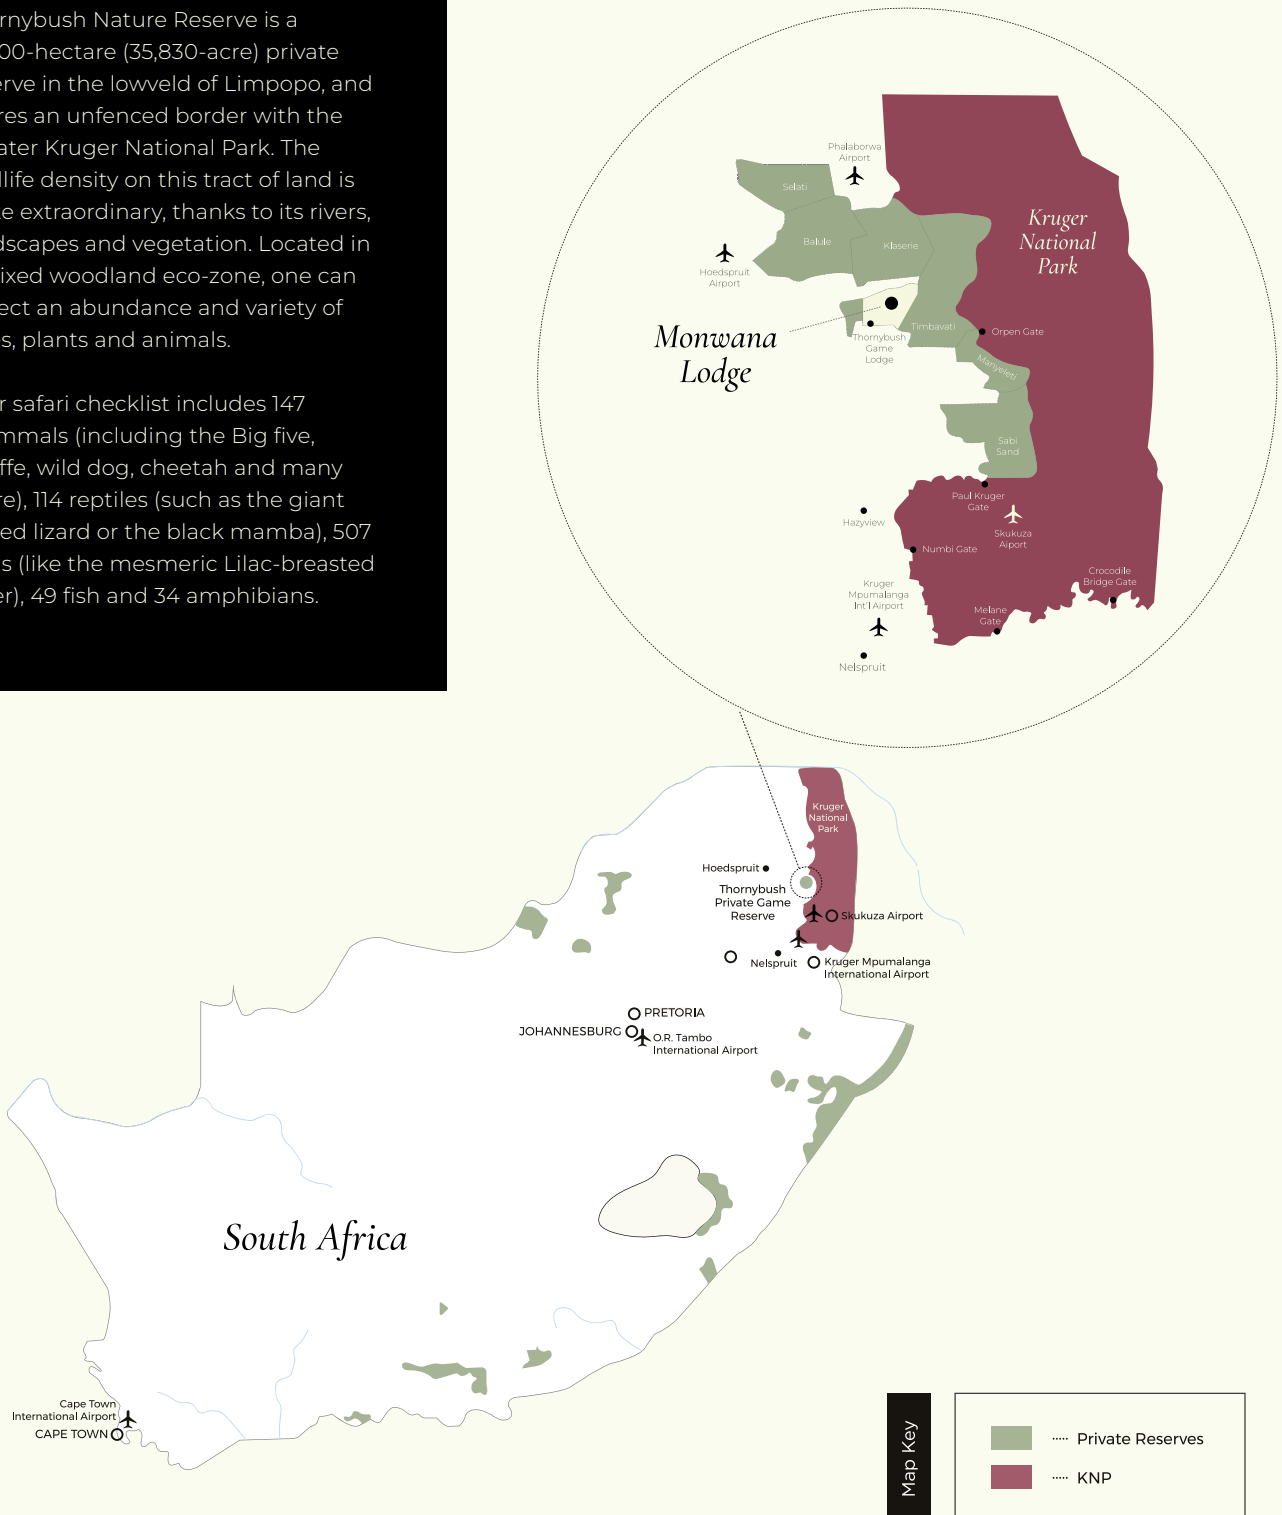 rnybush Nature Reserve is a
00-hectare (35,830-acre) private
erve in the lowveld of Limpopo, and
res an unfenced border with the
ater Kruger National Park. The
llife density on this tract of land is
te extraordinary, thanks to its rivers,
dscapes and vegetation. Located in
ixed woodland eco-zone, one can
ect an abundance and variety of
s, plants and animals.
r safari checklist includes 147
mmals (including the Big five,
ffe, wild dog, cheetah and many
re), 114 reptiles (such as the giant
ed lizard or the black mamba), 507
s (like the mesmeric Lilac-breasted
er), 49 fish and 34 amphibians.
Phalaborwa
Airport
Selati
Kruger
National
Park
Balule
Klaserie
Hoedspruit
Airport
Monwana
Lodge
Timbavati
Orpen Gate
Thornybush
Game
Lodge
Manyeleti
Sabi
Sand
Paul Kruger
Gate
Hazyview
Skukuza
Aiport
Numbi Gate
Crocodile
Bridge Gate
Kruger
Mpumalanga
Int'l Airport
Melane
Gate
Nelspruit
Kruger
National
Park
Hoedspruit
Thornybush
Private Game
Reserve
Skukuza Airport
Nelspruit
Kruger Mpumalanga
International Airport
PRETORIA
JOHANNESBURG
O.R. Tambo
International Airport
South Africa
Cape Town
International Airport
CAPE TOWN
Map Key
Private Reserves
KNP